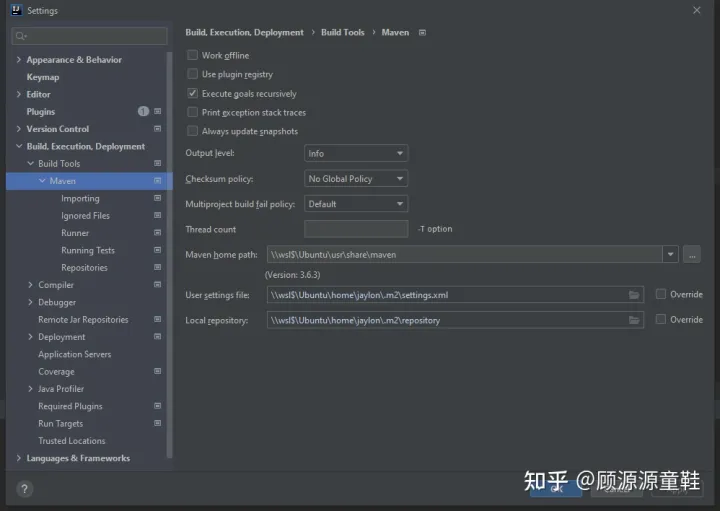 Settings
Build, Execution, Deployment › Build Tools › Maven
Appearance & Behavior
Keymap
Editor
Plugins 1
Version Control
Build, Execution, Deployment
Build Tools
Maven
Importing
Ignored Files
Runner
Running Tests
Repositories
Compiler
Debugger
Remote Jar Repositories
Deployment
Application Servers
Coverage
Java Profiler
Required Plugins
Run Targets
Trusted Locations
Languages & Frameworks
Work offline
Use plugin registry
Execute goals recursively
Print exception stack traces
Always update snapshots
Output level: Info
Checksum policy: No Global Policy
Multiproject build fail policy: Default
Thread count -T option
Maven home path: \\wsl$\Ubuntu\usr\share\maven ...
(Version: 3.6.3)
User settings file: \\wsl$\Ubuntu\home\jaylon\.m2\settings.xml Override
Local repository: \\wsl$\Ubuntu\home\jaylon\.m2\repository Override
?
OK Cancel Apply
知乎 @顾源源童鞋